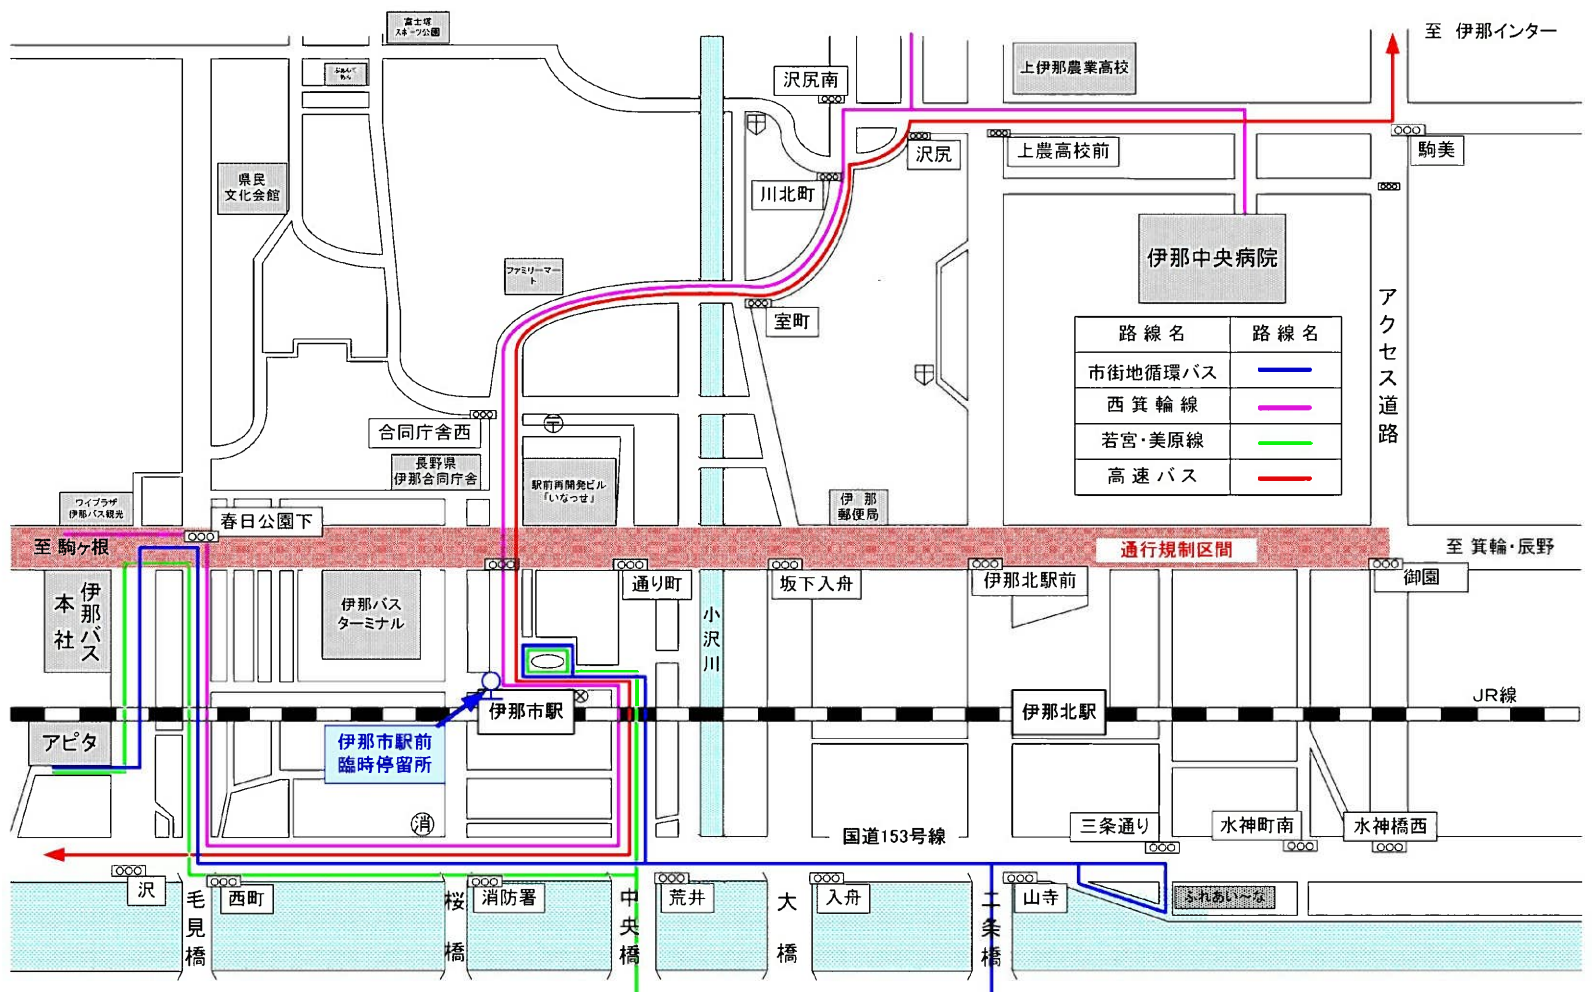 富士塚
スポーツ公園
至 伊那インター
沢尻南
上伊那農業高校
沢尻
上農高校前
駒美
県民
文化会館
川北町
伊那中央病院
ファミリーマー
ト
室町
アクセス道路
路線名 路線名
市街地循環バス
西箕輪線
若宮・美原線
高速バス
合同庁舎西
〒
長野県
伊那合同庁舎
駅前再開発ビル
「いなっせ」
伊那
郵便局
ワイプラザ
伊那バス観光
春日公園下
至 駒ヶ根
通行規制区間
至 箕輪・辰野
通り町
坂下入舟
伊那北駅前
御園
伊那バス
本社
伊那バス
ターミナル
小沢川
伊那市駅
伊那北駅
JR線
アピタ
伊那市駅前
臨時停留所
消
国道153号線
三条通り
水神町南
水神橋西
沢
毛見橋
西町
桜橋
消防署
中央橋
荒井
大橋
入舟
二条橋
山寺
ふれあい～な